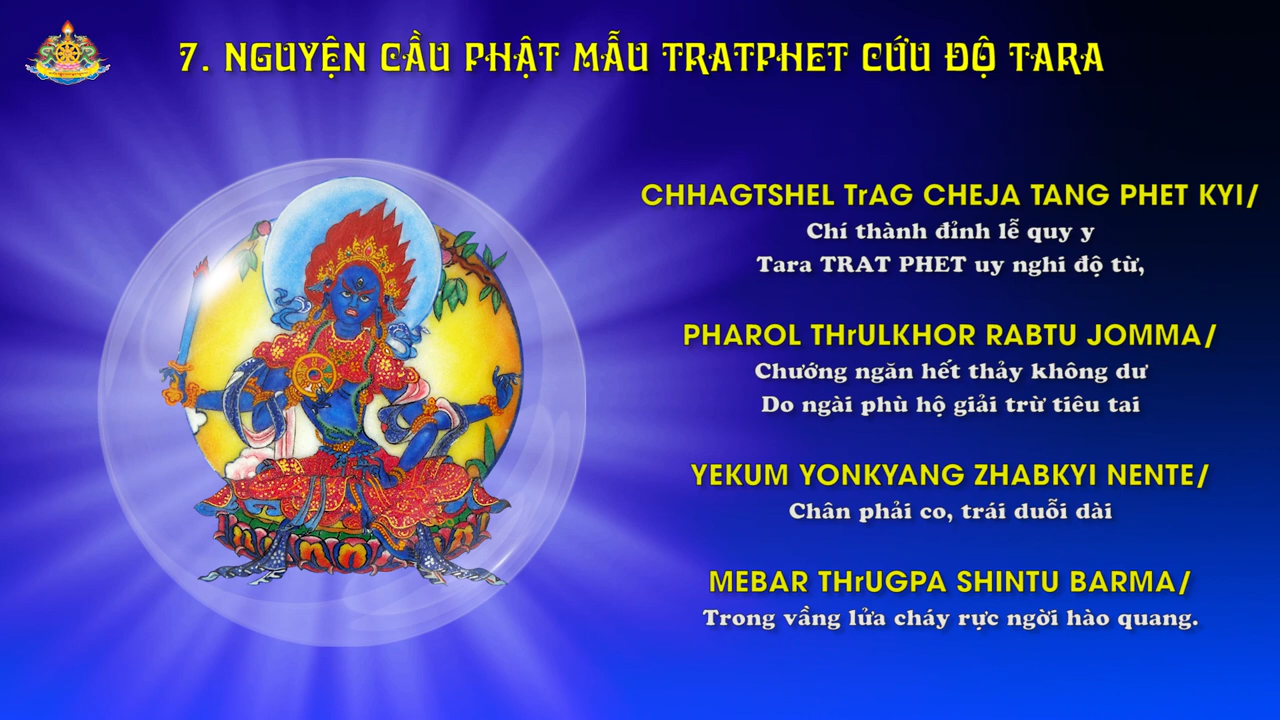 7. NGUYỆN CẦU PHẬT MẪU TRATPHET CỨU ĐỘ TARA
CHHAGTSHEL TrAG CHEJA TANG PHET KYI/
Chí thành đỉnh lễ quy y
Tara TRAT PHET uy nghi độ từ,
PHAROL THrULKHOR RABTU JOMMA/
Chướng ngăn hết thảy không dư
Do ngài phù hộ giải trừ tiêu tai
YEKUM YONKYANG ZHABKYI NENTE/
Chân phải co, trái duỗi dài
MEBAR THrUGPA SHINTU BARMA/
Trong vầng lửa cháy rực ngời hào quang.